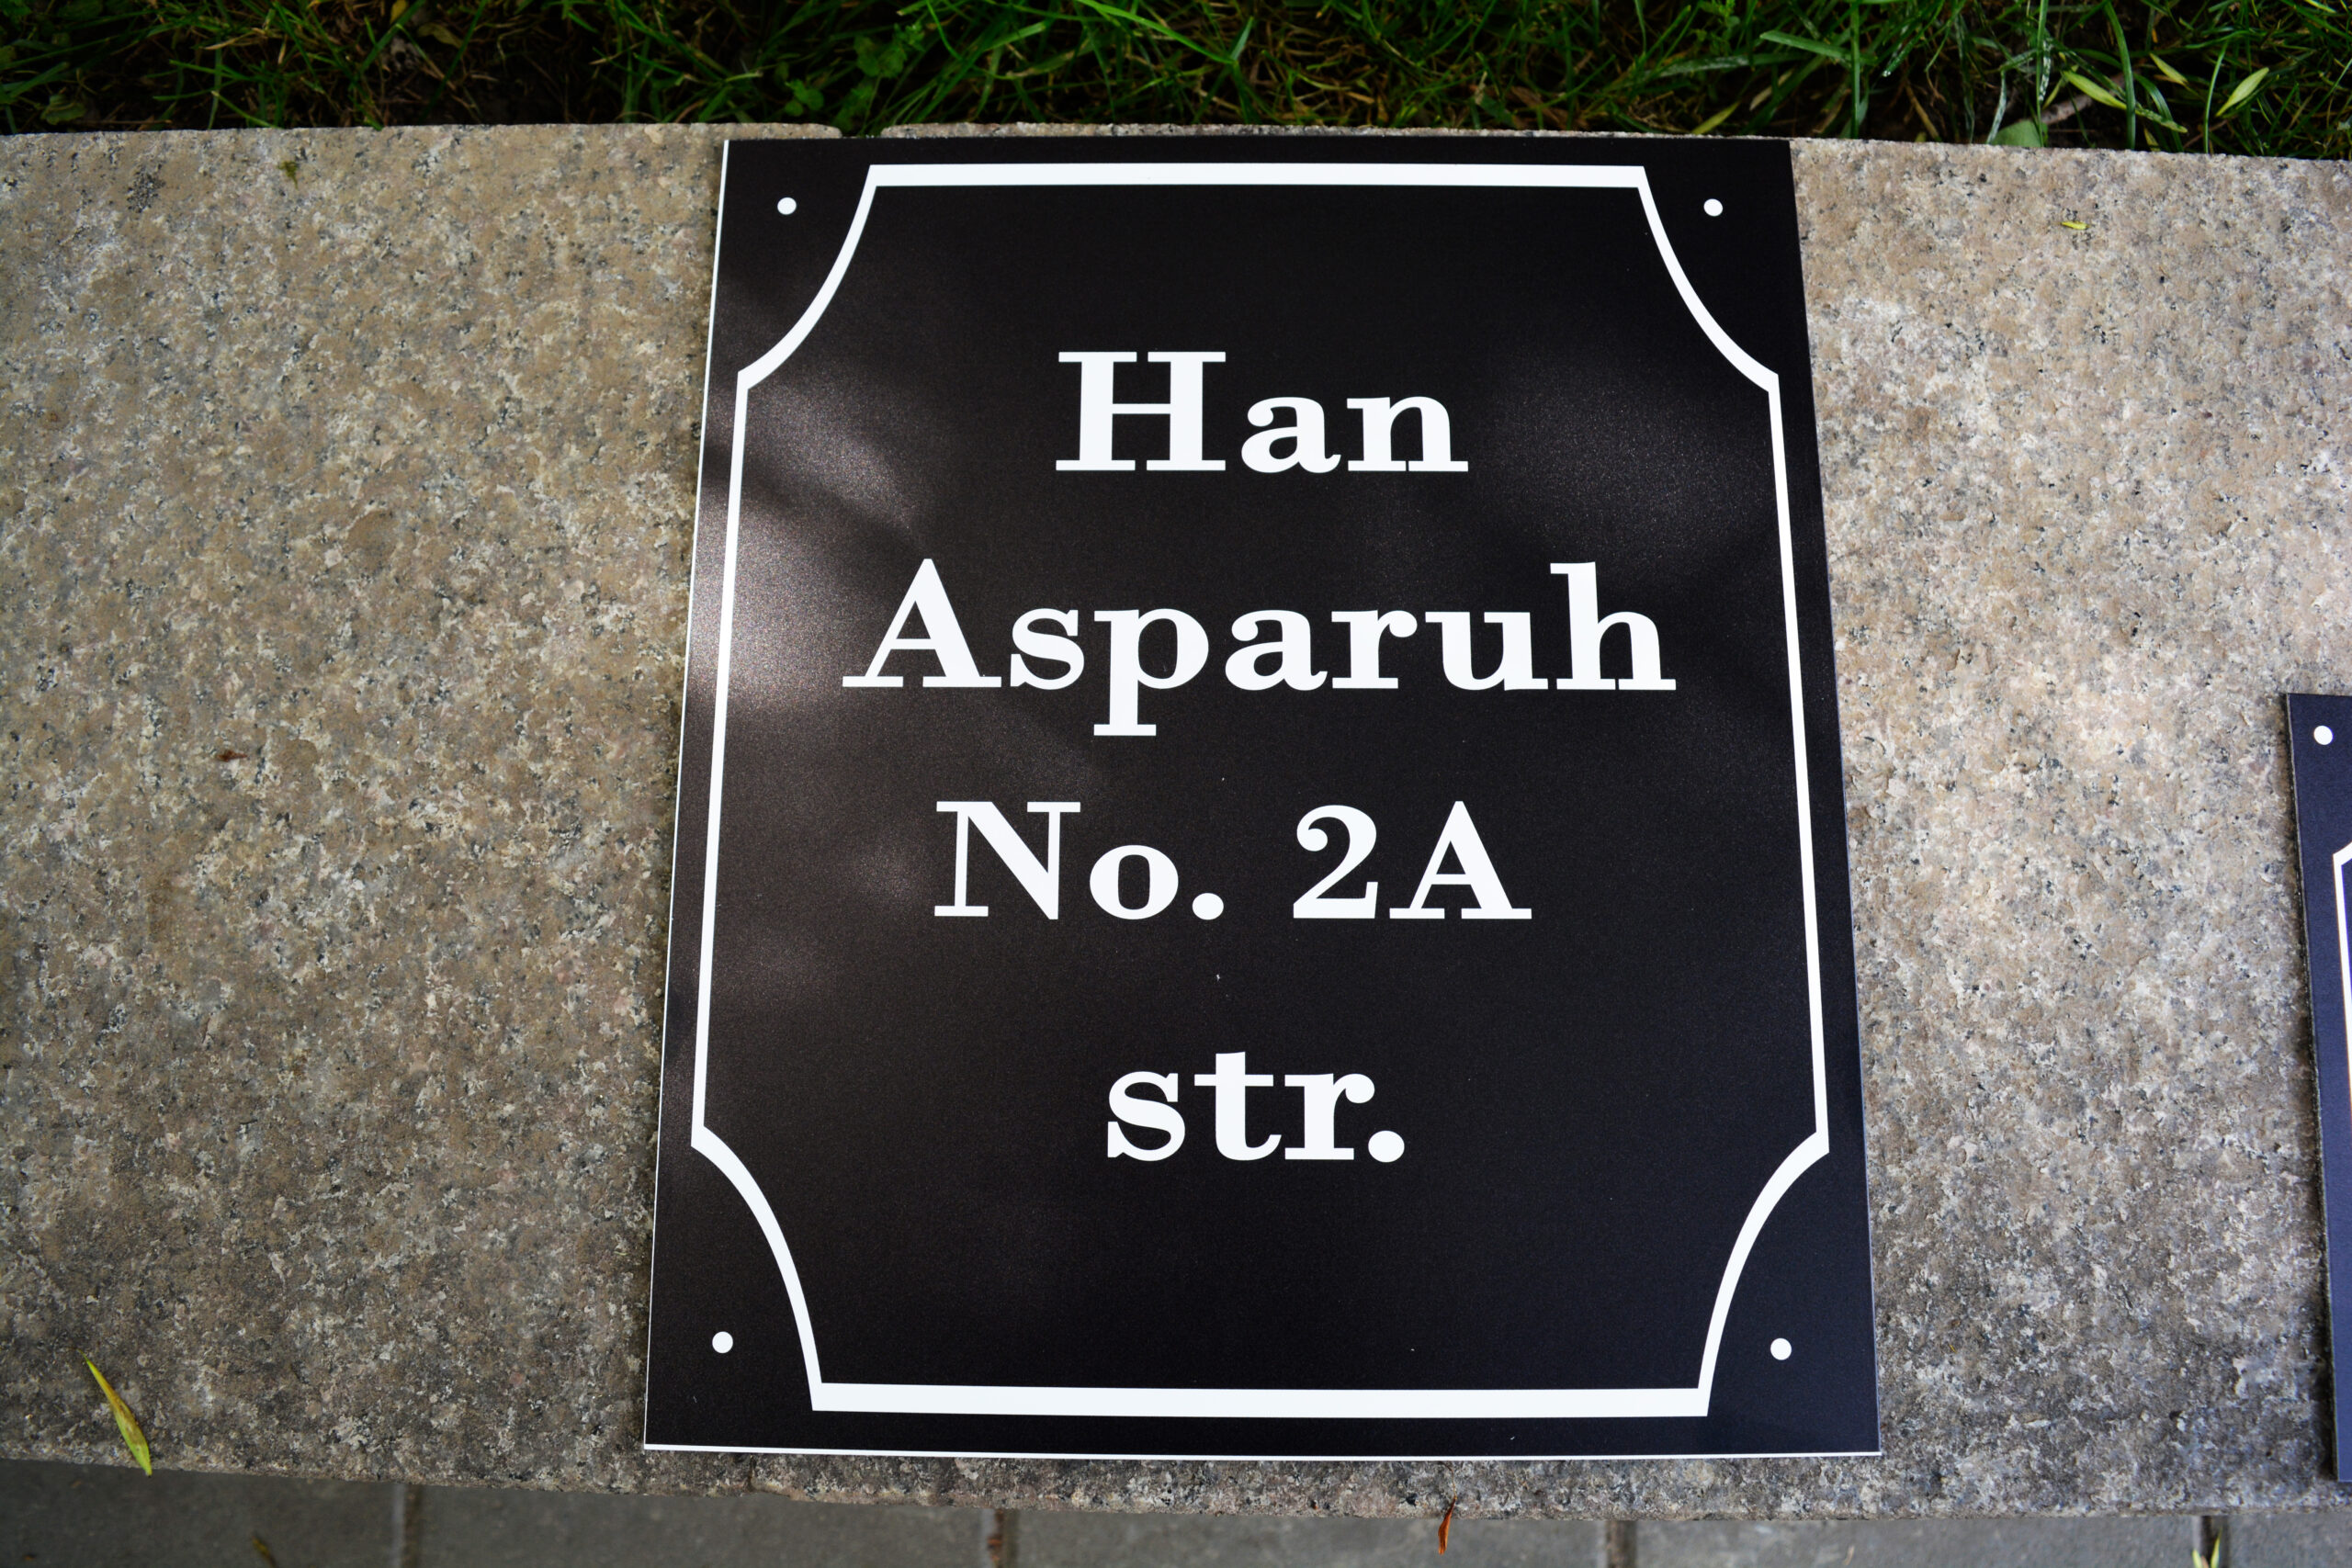 Han
Asparuh
No. 2A
str.